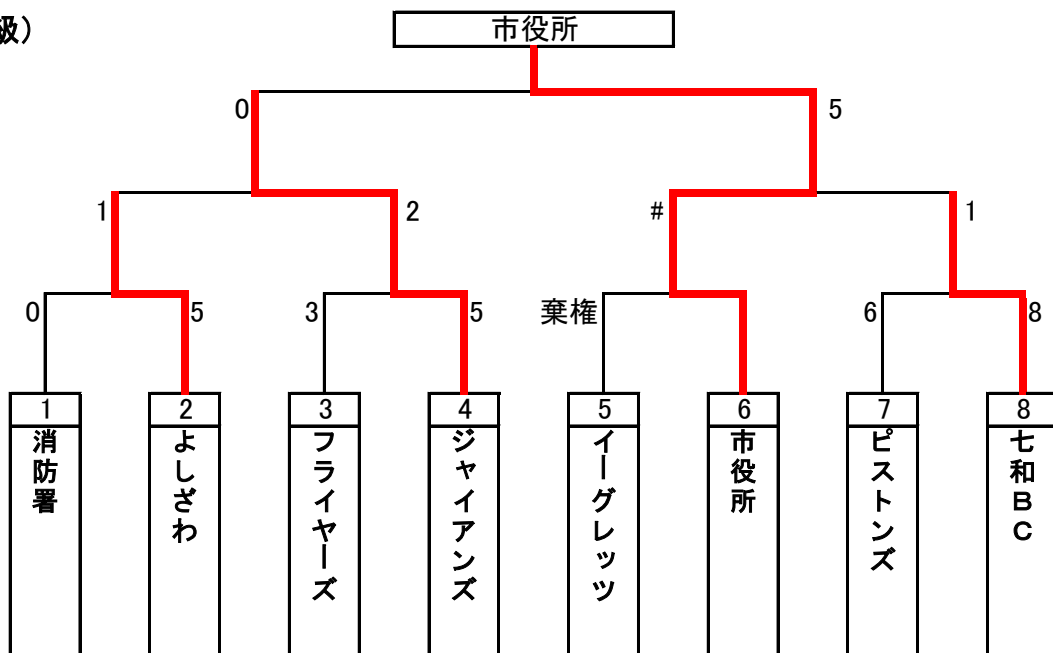 級）
市役所
0
5
1
2
#
1
0
5
3
5
棄権
6
8
1
2
3
4
5
6
7
8
消防署
よしざわ
フライヤーズ
ジャイアンズ
イーグレッツ
市役所
ピストンズ
七和ＢＣ